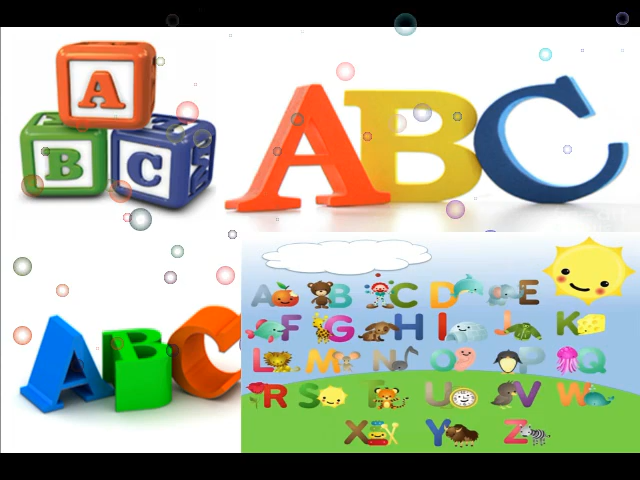 A
B C
ABC
ABC
A B C D E
F G H I J K
L M N O P Q
R S T U V W
X Y Z